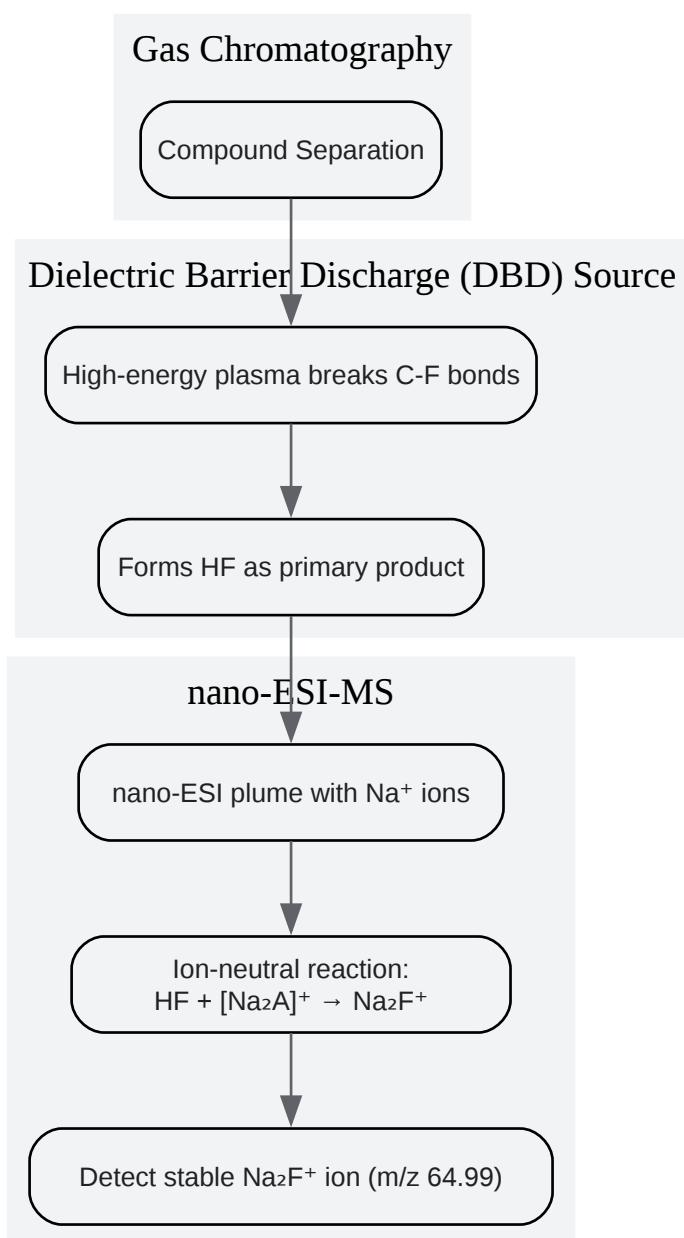 Gas Chromatography
Compound Separation
Dielectric Barrier Discharge (DBD) Source
High-energy plasma breaks C-F bonds
Forms HF as primary product
nano-ESI-MS
nano-ESI plume with Na⁺ ions
Ion-neutral reaction:
HF + [Na₂A]⁺ → Na₂F⁺
Detect stable Na₂F⁺ ion (m/z 64.99)